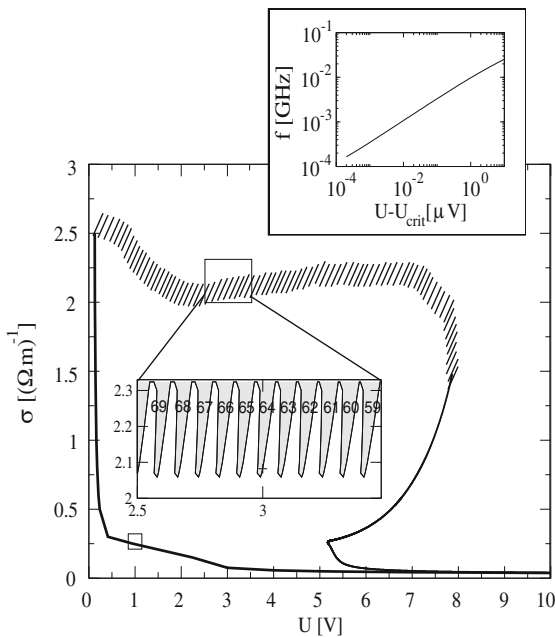 10⁻¹
10⁻²
10⁻³
10⁻⁴
f [GHz]
10⁻⁴ 10⁻² 10⁰
U-U_crit[μV]
3
2.5
2
1.5
1
0.5
0
σ [(Ωm)⁻¹]
2.3
2.2
2.1
2
69 68 67 66 65 64 63 62 61 60 59
2.5 3
0 1 2 3 4 5 6 7 8 9 10
U [V]